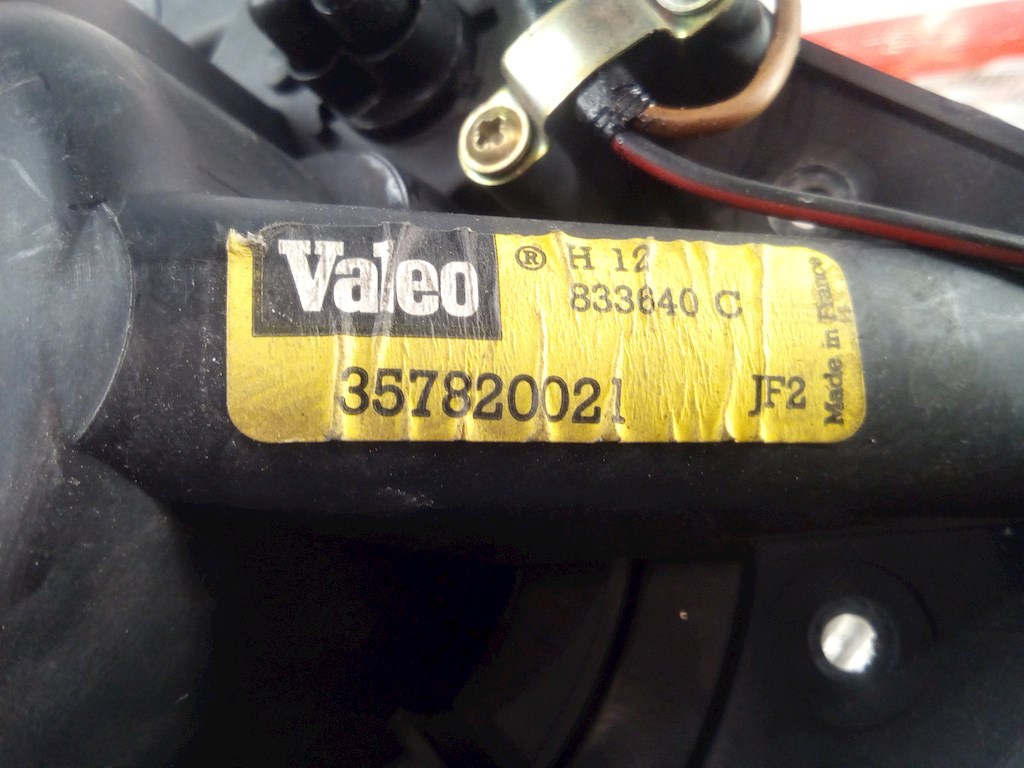 Valeo ® H 12
833640 C
357820021 JF2
Made in France